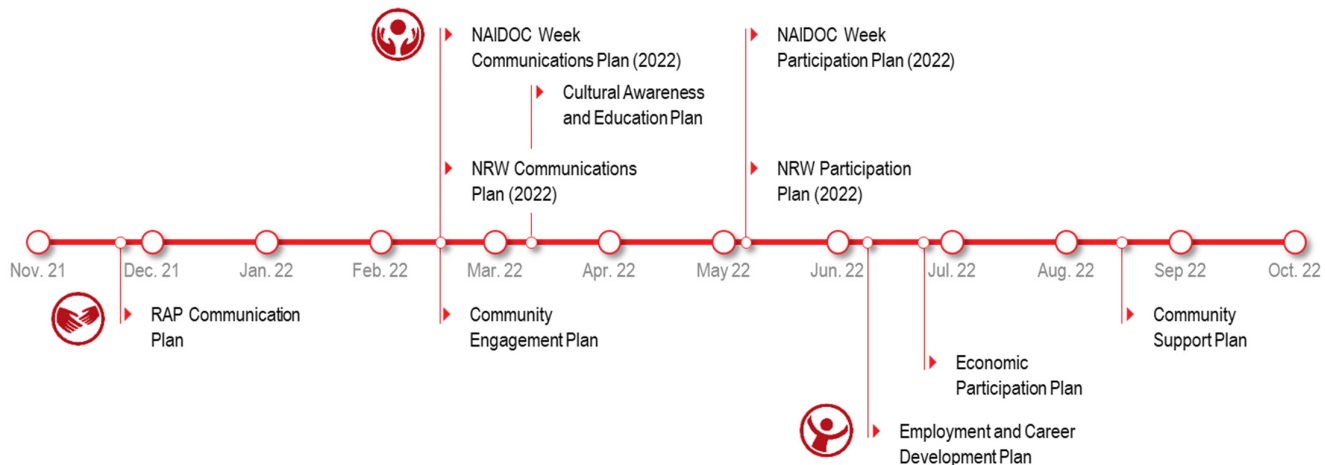 NAIDOC Week
Communications Plan (2022)
NAIDOC Week
Participation Plan (2022)
Cultural Awareness
and Education Plan
NRW Communications
Plan (2022)
NRW Participation
Plan (2022)
Nov. 21
Dec. 21
Jan. 22
Feb. 22
Mar. 22
Apr. 22
May 22
Jun. 22
Jul. 22
Aug. 22
Sep 22
Oct. 22
RAP Communication
Plan
Community
Engagement Plan
Community
Support Plan
Economic
Participation Plan
Employment and Career
Development Plan